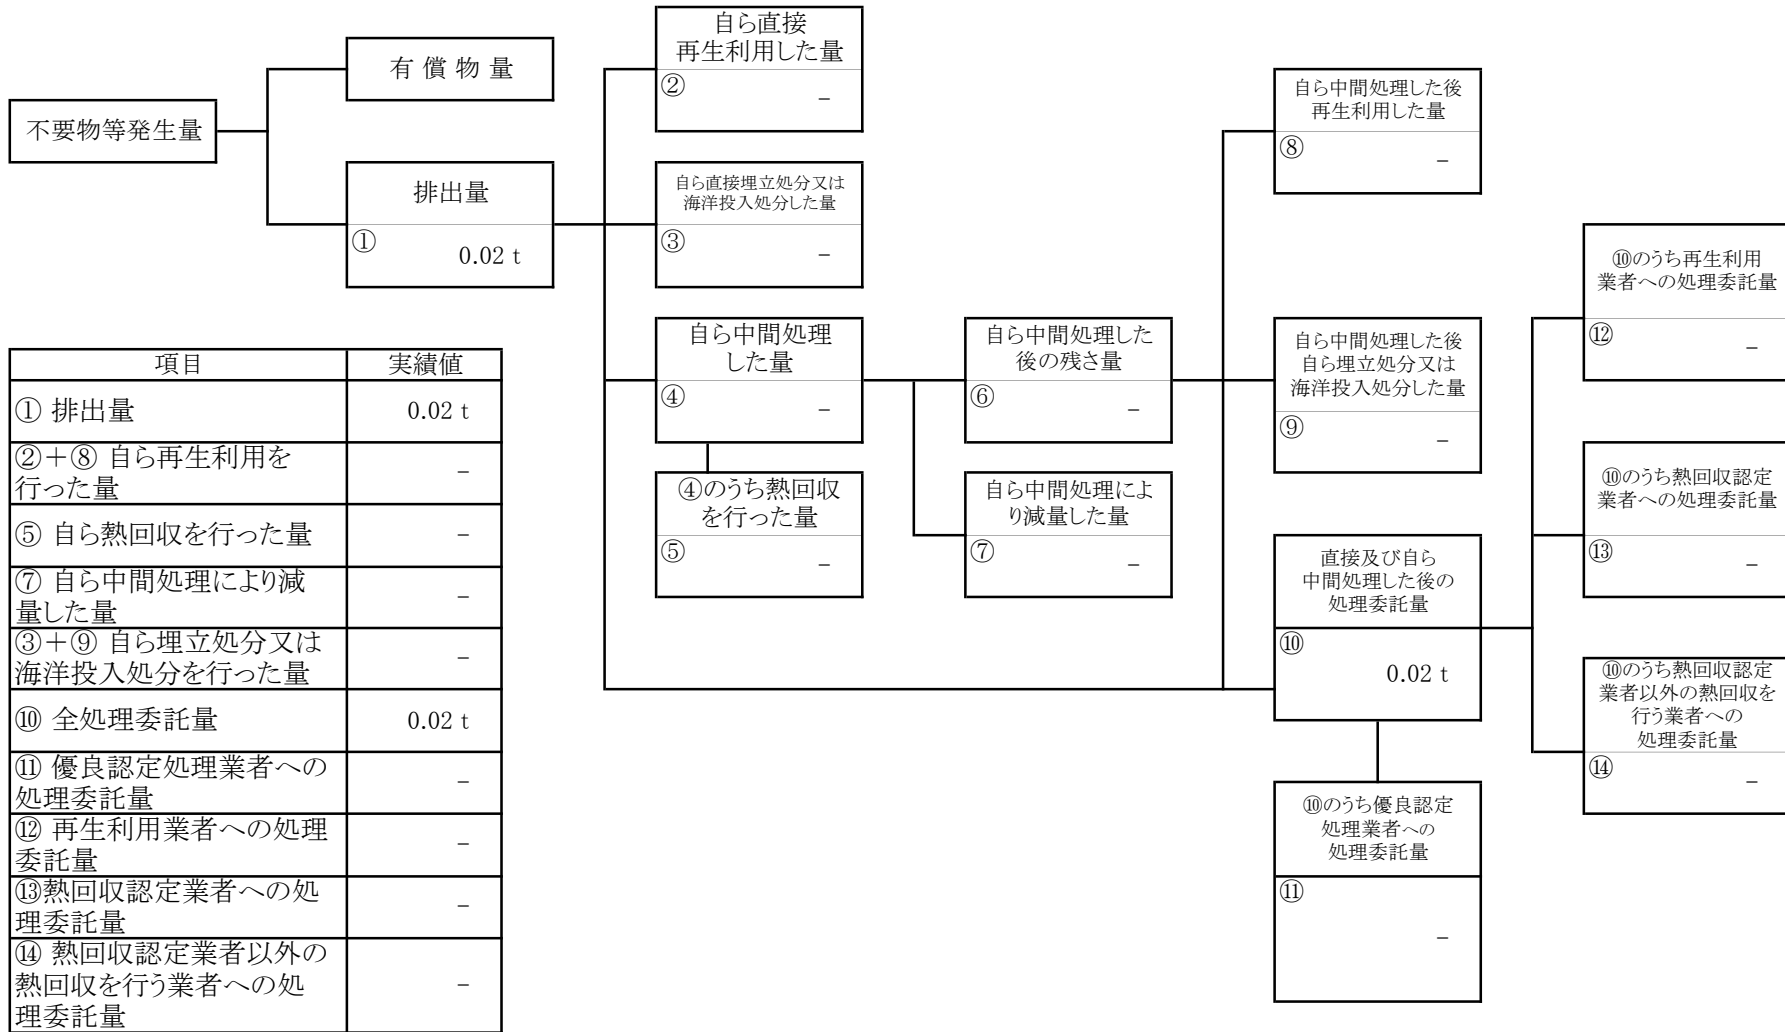 不要物等発生量
有 償 物 量
排出量
①
0.02 t
自ら直接
再生利用した量
②
－
自ら直接埋立処分又は
海洋投入処分した量
③
－
自ら中間処理
した量
④
－
④のうち熱回収
を行った量
⑤
－
自ら中間処理した
後の残さ量
⑥
－
自ら中間処理によ
り減量した量
⑦
－
自ら中間処理した後
再生利用した量
⑧
－
自ら中間処理した後
自ら埋立処分又は
海洋投入処分した量
⑨
－
直接及び自ら
中間処理した後の
処理委託量
⑩
0.02 t
⑩のうち優良認定
処理業者への
処理委託量
⑪
－
⑩のうち再生利用
業者への処理委託量
⑫
－
⑩のうち熱回収認定
業者への処理委託量
⑬
－
⑩のうち熱回収認定
業者以外の熱回収を
行う業者への
処理委託量
⑭
－
項目 実績値
① 排出量 0.02 t
②＋⑧ 自ら再生利用を
行った量 －
⑤ 自ら熱回収を行った量 －
⑦ 自ら中間処理により減
量した量 －
③＋⑨ 自ら埋立処分又は
海洋投入処分を行った量 －
⑩ 全処理委託量 0.02 t
⑪ 優良認定処理業者への
処理委託量 －
⑫ 再生利用業者への処理
委託量 －
⑬熱回収認定業者への処
理委託量 －
⑭ 熱回収認定業者以外の
熱回収を行う業者への処
理委託量 －